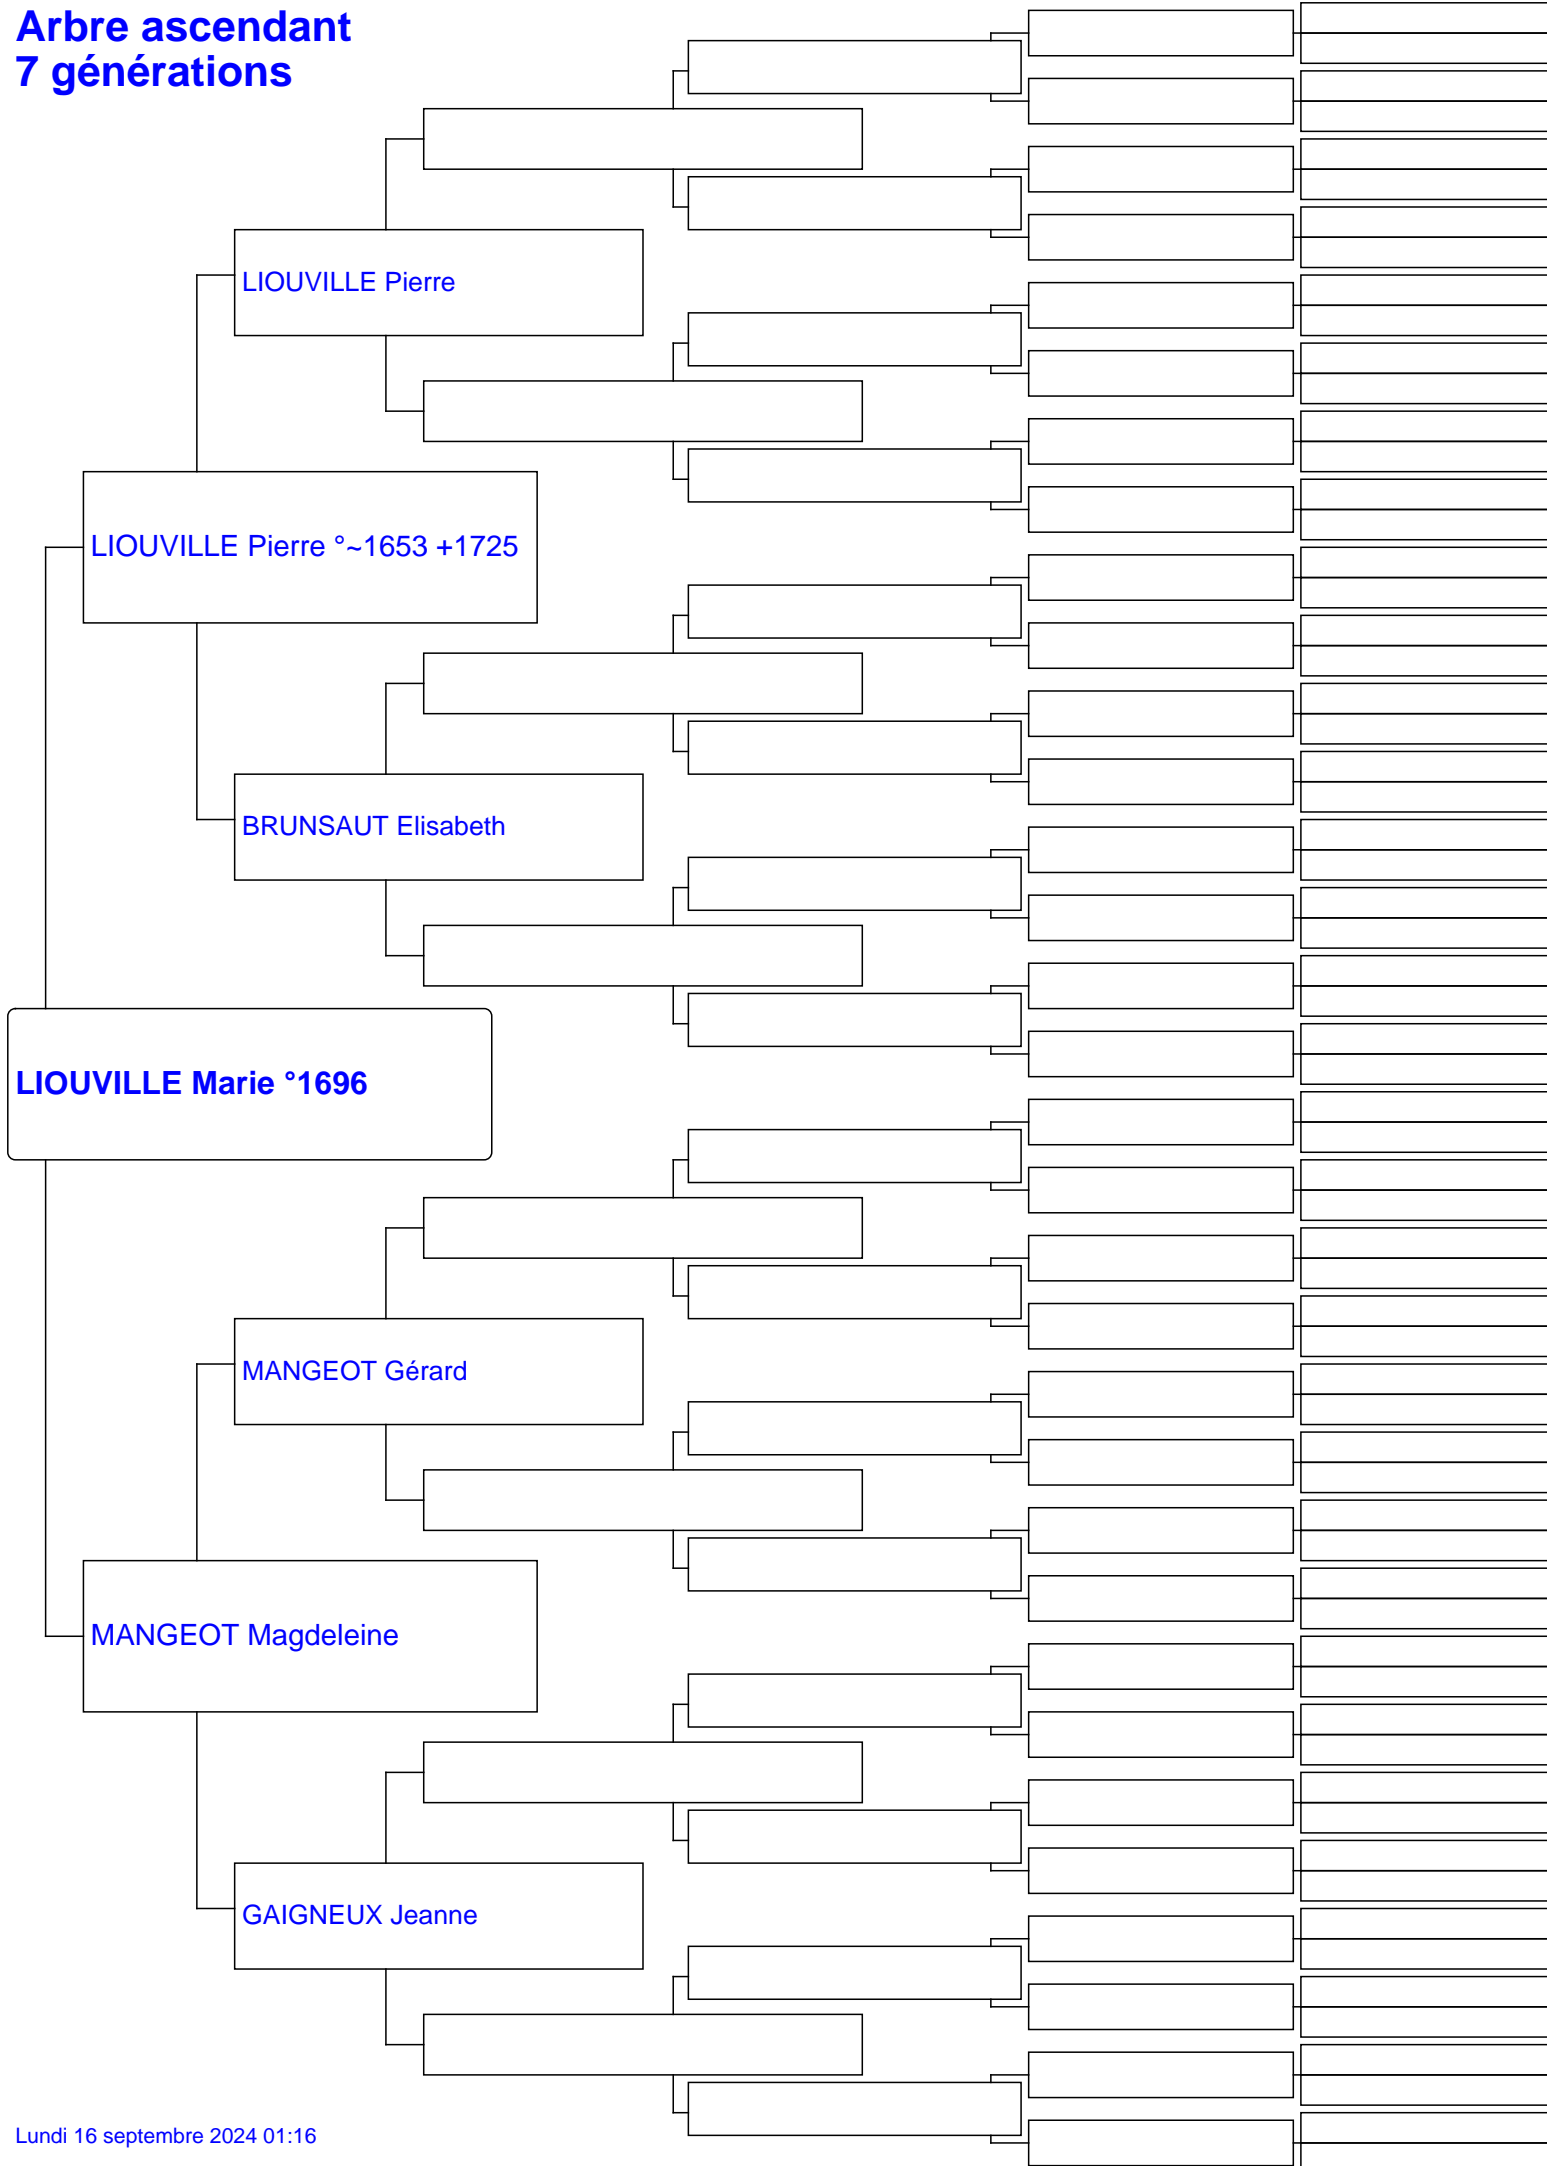 Arbre ascendant
7 générations
LIOUVILLE Pierre
LIOUVILLE Pierre °~1653 +1725
BRUNSAUT Elisabeth
LIOUVILLE Marie °1696
MANGEOT Gérard
MANGEOT Magdeleine
GAIGNEUX Jeanne
Lundi 16 septembre 2024 01:16